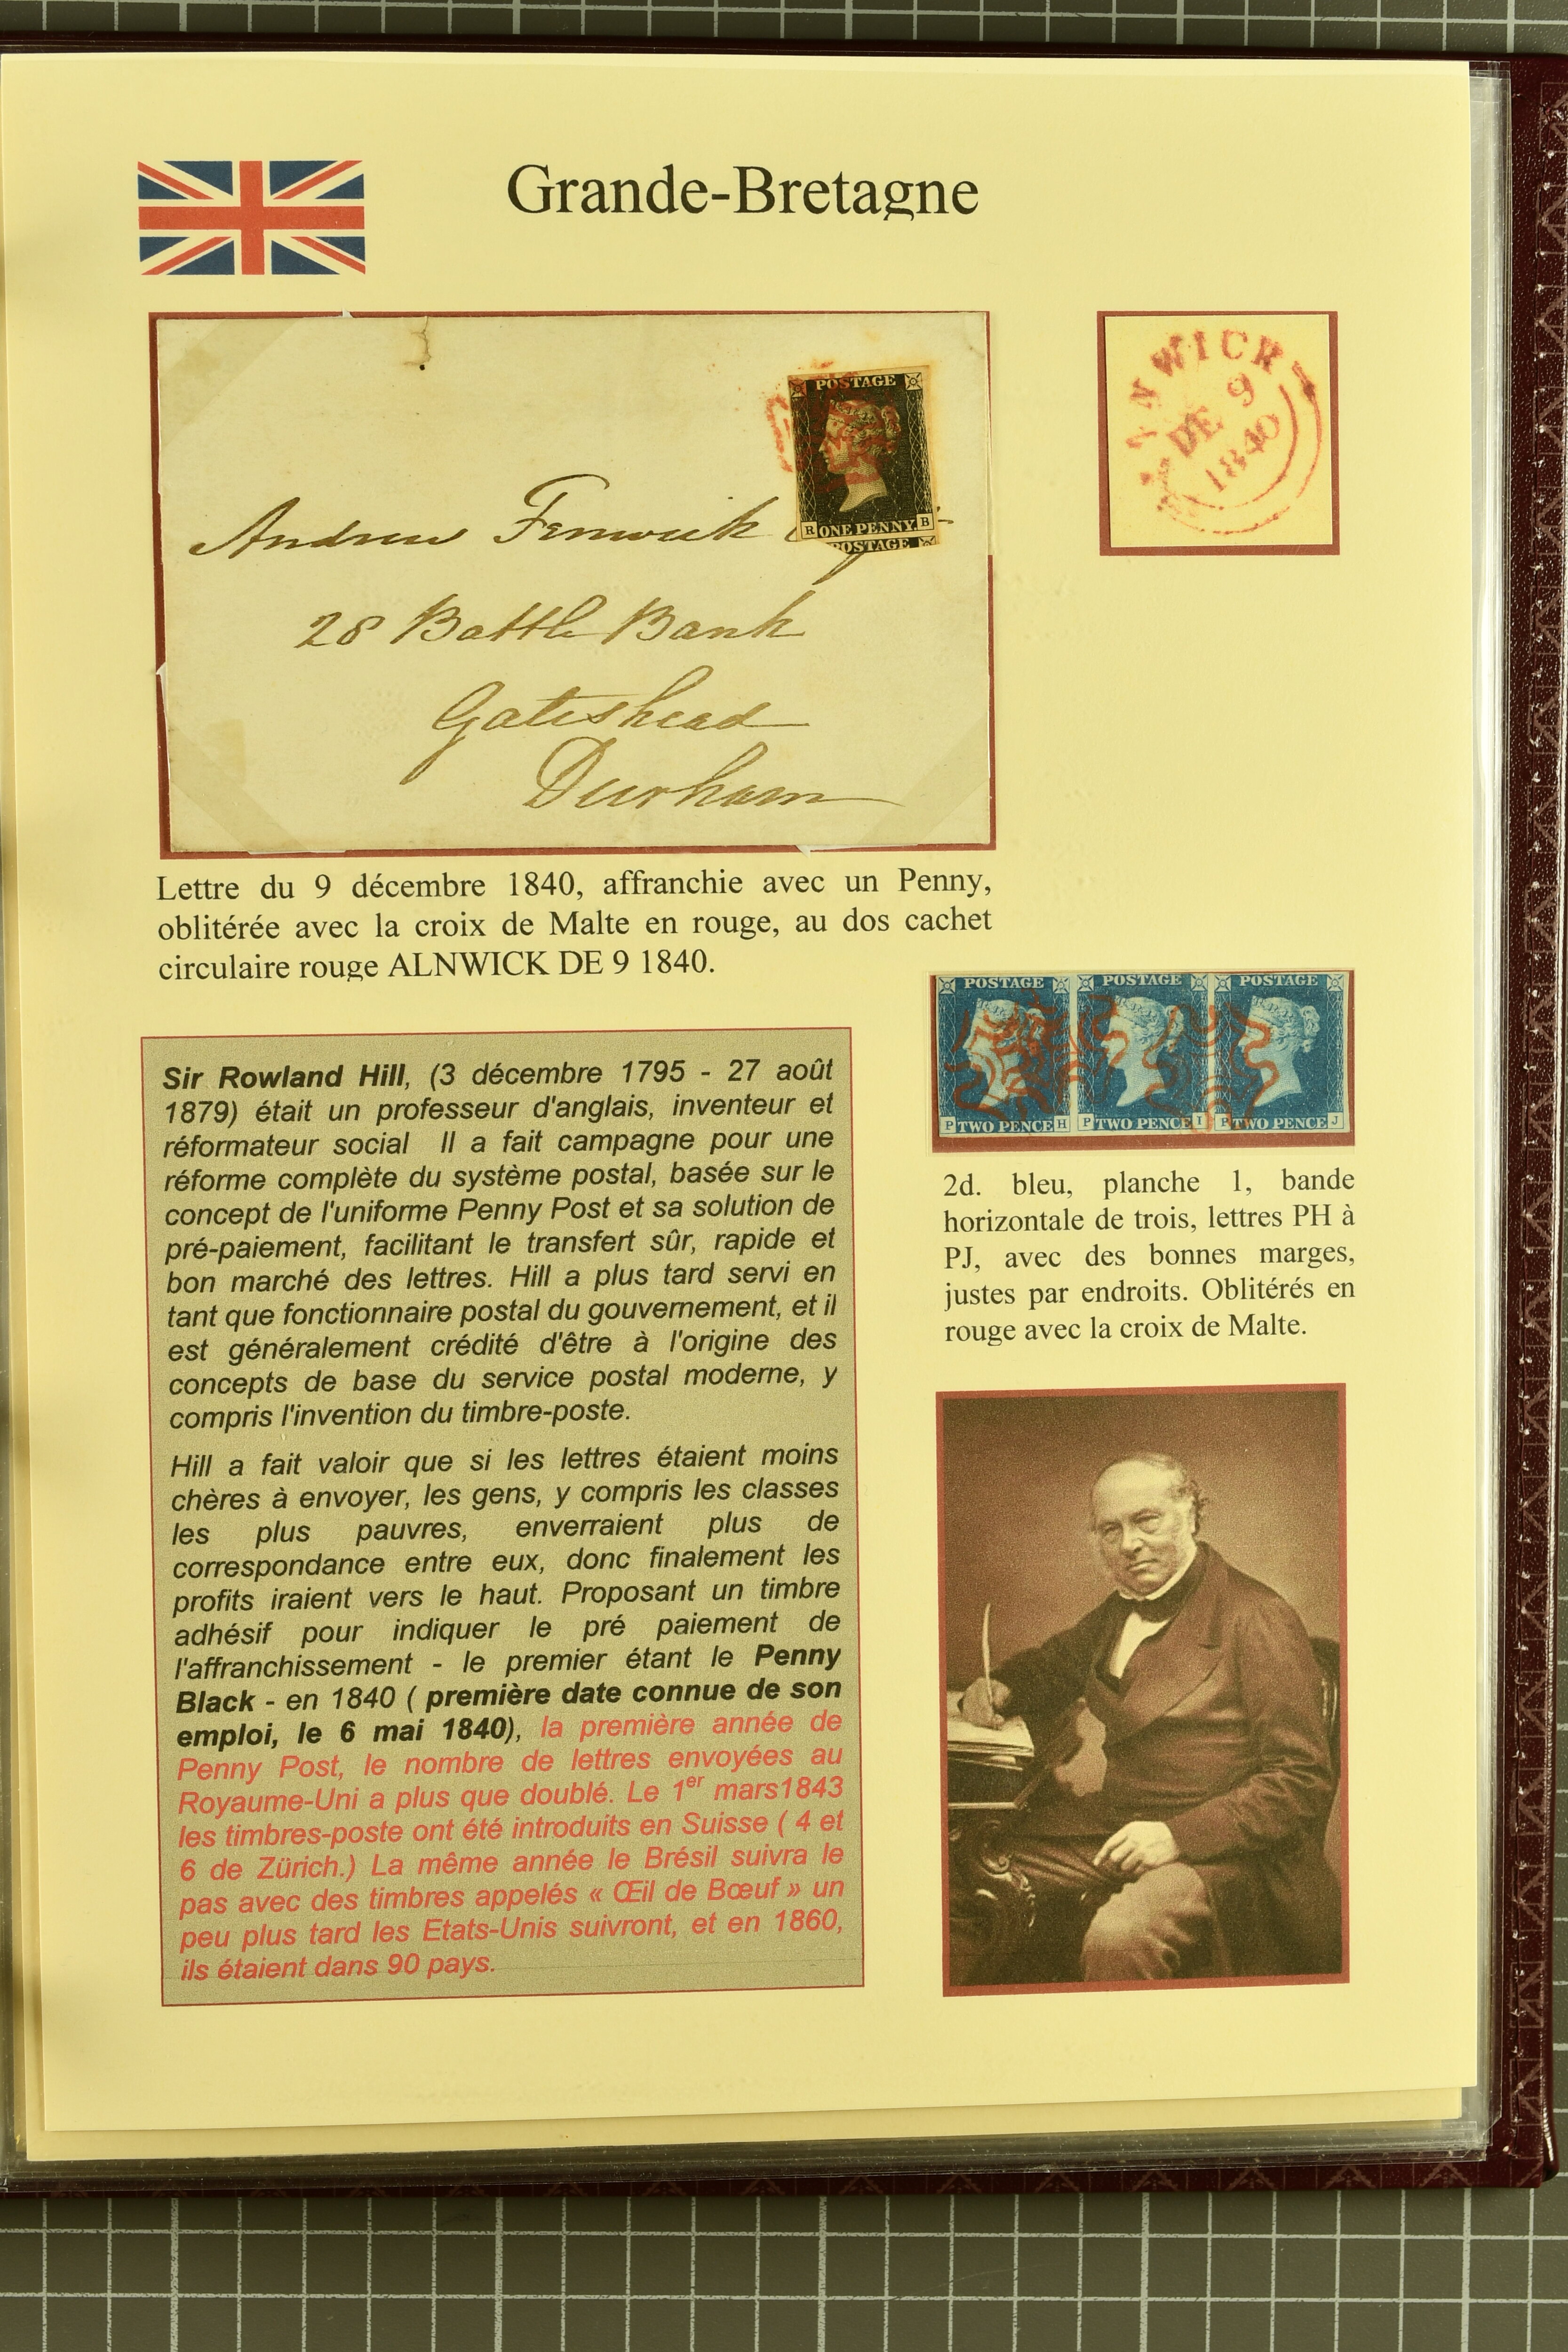 Grande-Bretagne
POSTAGE
R ONE PENNY. B
POSTAGE
Andrew Fenwick
28 Battle Bank
Gateshead
Durham
ALNWICK
DE 9
1840
Lettre du 9 décembre 1840, affranchie avec un Penny,
oblitérée avec la croix de Malte en rouge, au dos cachet
circulaire rouge ALNWICK DE 9 1840.
POSTAGE POSTAGE POSTAGE
P TWO PENCE H P TWO PENCE I P TWO PENCE J
2d. bleu, planche 1, bande
horizontale de trois, lettres PH à
PJ, avec des bonnes marges,
justes par endroits. Oblitérés en
rouge avec la croix de Malte.
Sir Rowland Hill, (3 décembre 1795 - 27 août
1879) était un professeur d'anglais, inventeur et
réformateur social Il a fait campagne pour une
réforme complète du système postal, basée sur le
concept de l'uniforme Penny Post et sa solution de
pré-paiement, facilitant le transfert sûr, rapide et
bon marché des lettres. Hill a plus tard servi en
tant que fonctionnaire postal du gouvernement, et il
est généralement crédité d'être à l'origine des
concepts de base du service postal moderne, y
compris l'invention du timbre-poste.
Hill a fait valoir que si les lettres étaient moins
chères à envoyer, les gens, y compris les classes
les plus pauvres, enverraient plus de
correspondance entre eux, donc finalement les
profits iraient vers le haut. Proposant un timbre
adhésif pour indiquer le pré paiement de
l'affranchissement - le premier étant le Penny
Black - en 1840 ( première date connue de son
emploi, le 6 mai 1840), la première année de
Penny Post, le nombre de lettres envoyées au
Royaume-Uni a plus que doublé. Le 1er mars1843
les timbres-poste ont été introduits en Suisse ( 4 et
6 de Zürich.) La même année le Brésil suivra le
pas avec des timbres appelés « Œil de Bœuf » un
peu plus tard les Etats-Unis suivront, et en 1860,
ils étaient dans 90 pays.